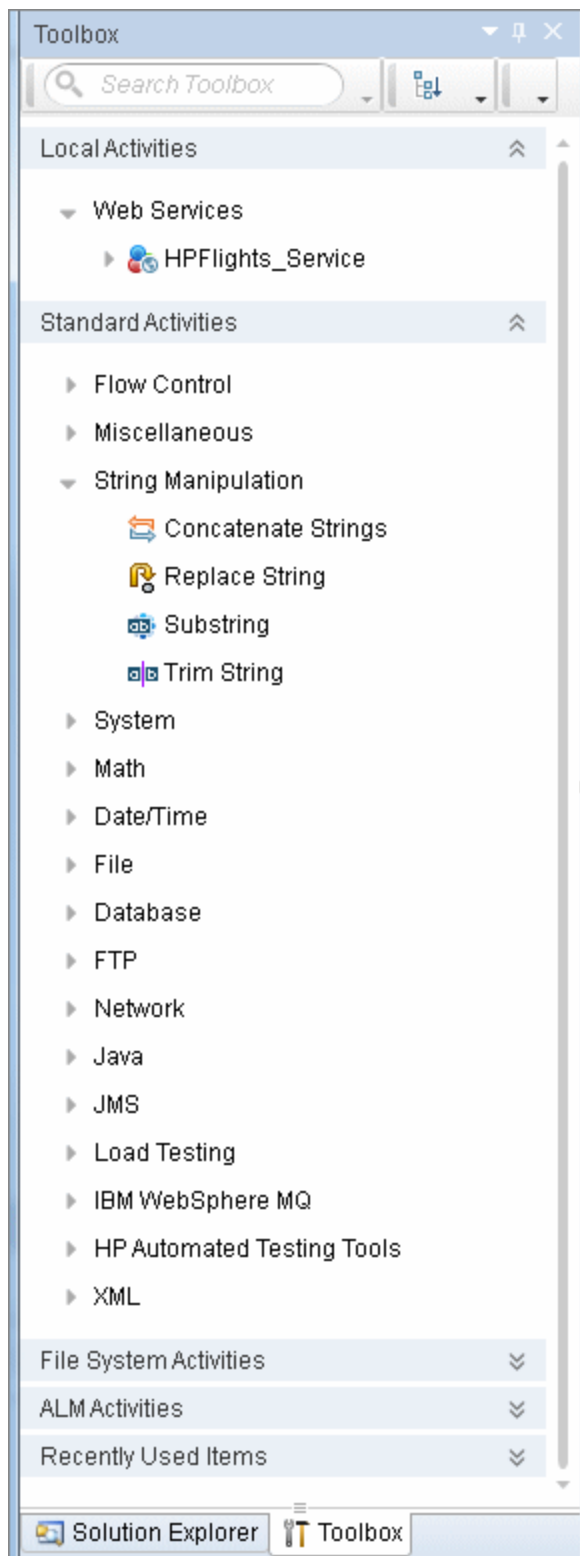 Toolbox
Search Toolbox
Local Activities
Web Services
HPFlights_Service
Standard Activities
Flow Control
Miscellaneous
String Manipulation
Concatenate Strings
Replace String
Substring
Trim String
System
Math
Date/Time
File
Database
FTP
Network
Java
JMS
Load Testing
IBM WebSphere MQ
HP Automated Testing Tools
XML
File System Activities
ALM Activities
Recently Used Items
Solution Explorer Toolbox